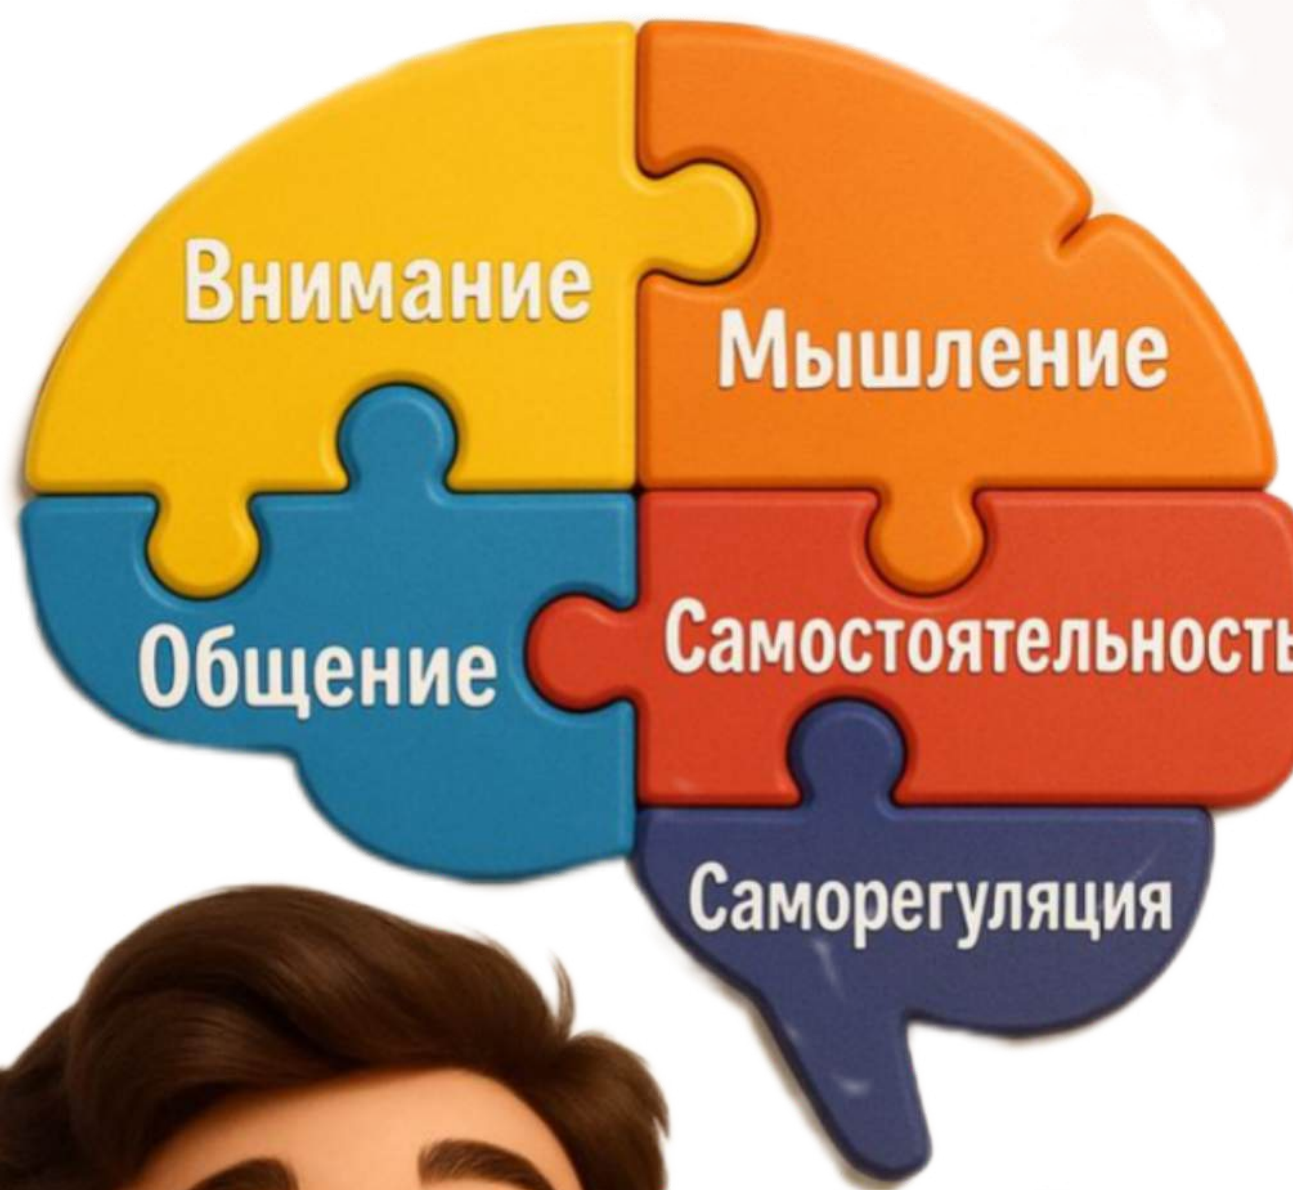 Внимание
Мышление
Общение
Самостоятельность
Саморегуляция